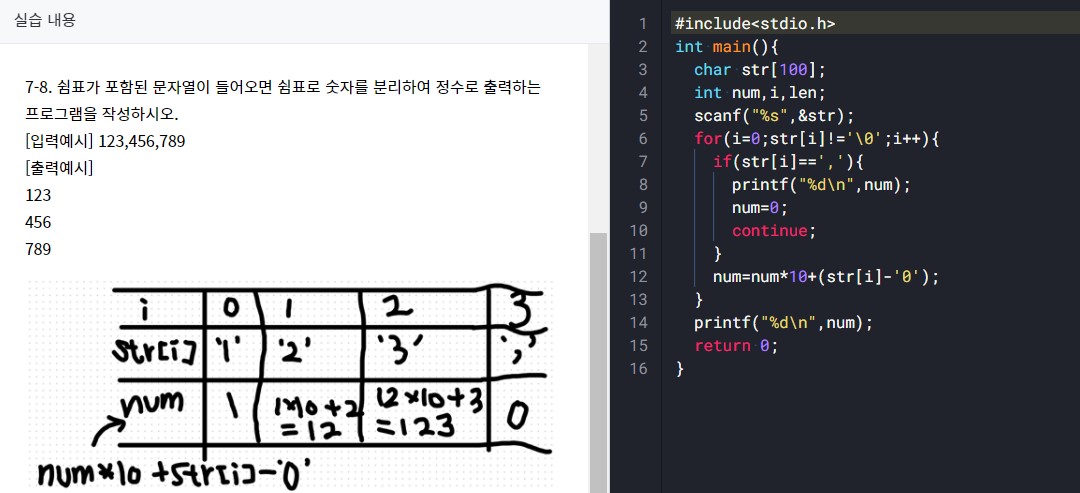 실습 내용
7-8. 쉼표가 포함된 문자열이 들어오면 쉼표로 숫자를 분리하여 정수로 출력하는
프로그램을 작성하시오.
[입력예시] 123,456,789
[출력예시]
123
456
789
i 0 1 2 3
str[i] '1' '2' '3' ','
num 1 1*10+2 12*10+3 0
=12 =123
num*10 +str[i]-'0'
1 #include<stdio.h>
2 int main(){
3 char str[100];
4 int num,i,len;
5 scanf("%s",&str);
6 for(i=0;str[i]!='\0';i++){
7 if(str[i]==','){
8 printf("%d\n",num);
9 num=0;
10 continue;
11 }
12 num=num*10+(str[i]-'0');
13 }
14 printf("%d\n",num);
15 return 0;
16 }